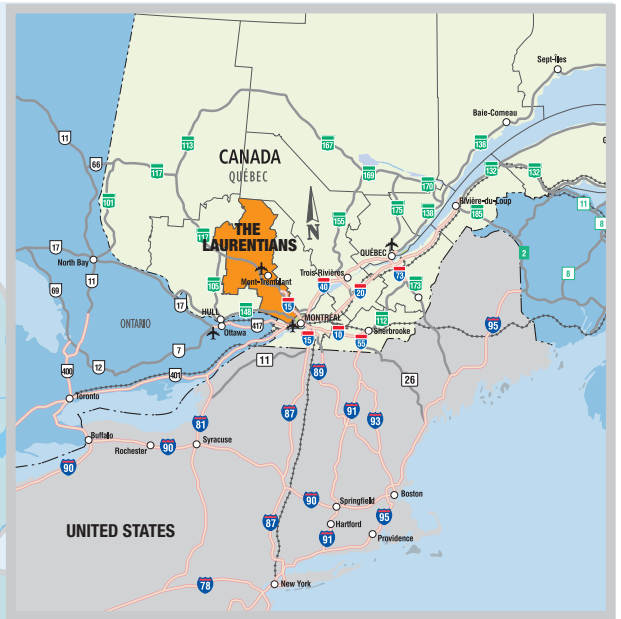 Sept-Îles
Baie-Comeau
11
113
167
138
66
117
CANADA
QUÉBEC
169
132
132
170
101
155
175
138
Rivière-du-Loup
185
11
8
THE
LAURENTIANS
117
N
17
North Bay
QUÉBEC
2
8
8
11
Mont-Tremblant
Trois-Rivières
73
69
105
40
20
173
17
15
148
HULL
417
Ottawa
MONTRÉAL
112
95
ONTARIO
15
10
Sherbrooke
55
7
11
12
400
401
89
26
Toronto
87
91
93
81
Buffalo
Rochester
90
Syracuse
90
90
Springfield
Boston
87
Hartford
95
UNITED STATES
91
Providence
78
New York